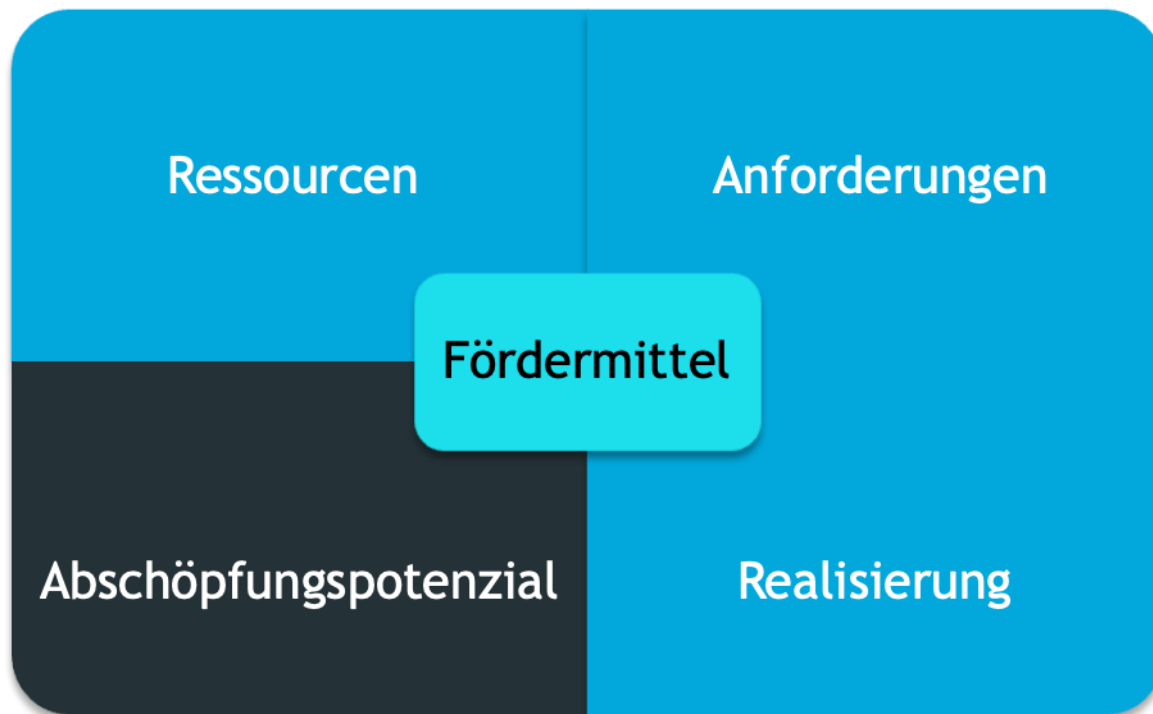 Ressourcen
Anforderungen
Fördermittel
Abschöpfungspotenzial
Realisierung